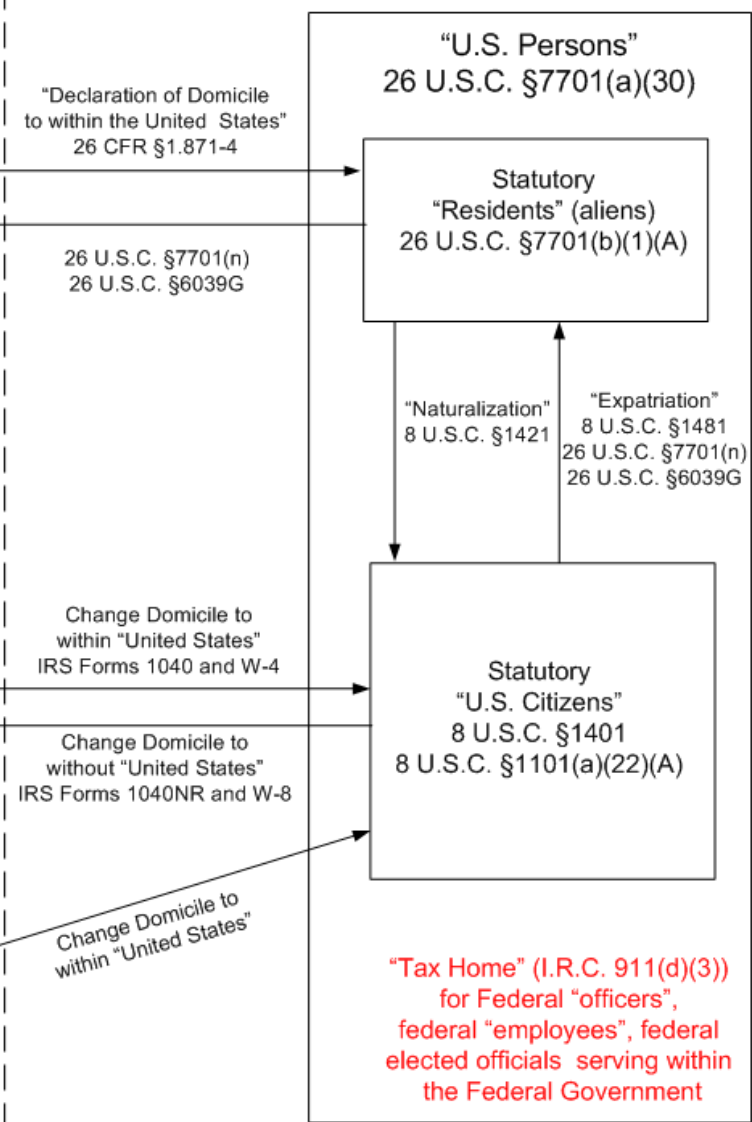 “U.S. Persons”
26 U.S.C. §7701(a)(30)
“Declaration of Domicile
to within the United  States”
26 CFR §1.871-4
Statutory
“Residents” (aliens)
26 U.S.C. §7701(b)(1)(A)
26 U.S.C. §7701(n)
26 U.S.C. §6039G
“Naturalization”
8 U.S.C. §1421
“Expatriation”
8 U.S.C. §1481
26 U.S.C. §7701(n)
26 U.S.C. §6039G
Change Domicile to
within “United States”
IRS Forms 1040 and W-4
Statutory
“U.S. Citizens”
8 U.S.C. §1401
8 U.S.C. §1101(a)(22)(A)
Change Domicile to
without “United States”
IRS Forms 1040NR and W-8
Change Domicile to
within “United States”
“Tax Home” (I.R.C. 911(d)(3))
for Federal “officers”,
federal “employees”, federal
elected officials  serving within
the Federal Government